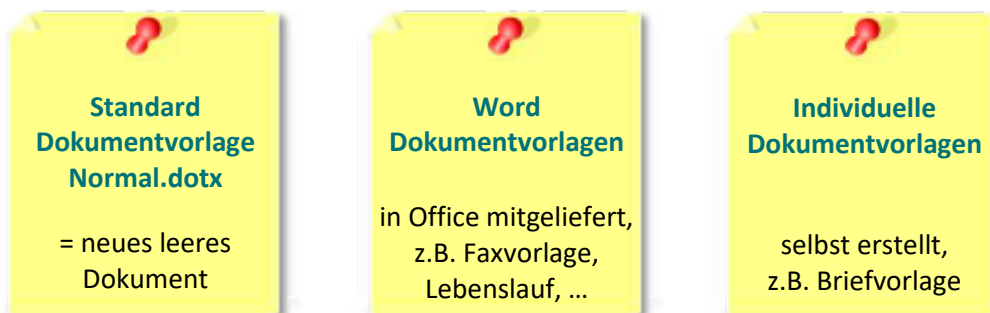 Standard
Dokumentvorlage
Normal.dotx
= neues leeres
Dokument
Word
Dokumentvorlagen
in Office mitgeliefert,
z.B. Faxvorlage,
Lebenslauf, …
Individuelle
Dokumentvorlagen
selbst erstellt,
z.B. Briefvorlage